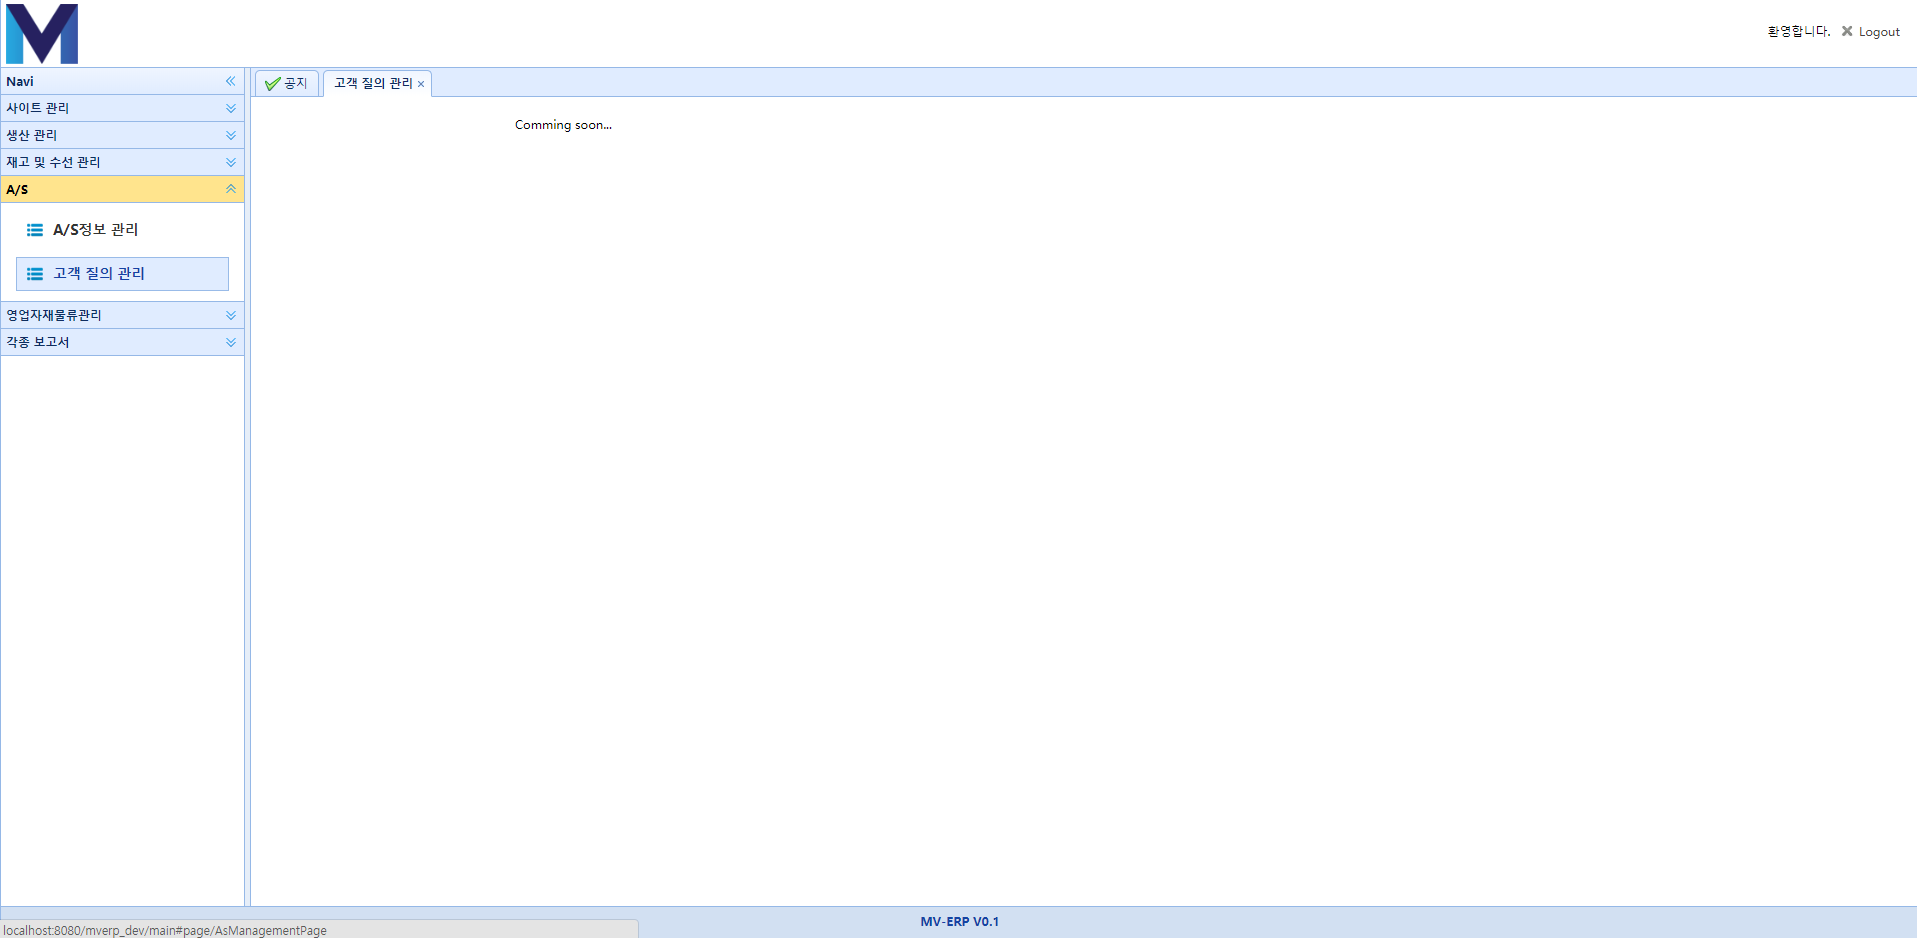 환영합니다. Logout
Navi
사이트 관리
생산 관리
재고 및 수선 관리
A/S
A/S정보 관리
고객 질의 관리
영업자재물류관리
각종 보고서
공지
고객 질의 관리
Comming soon...
MV-ERP V0.1
localhost:8080/mverp_dev/main#page/AsManagementPage